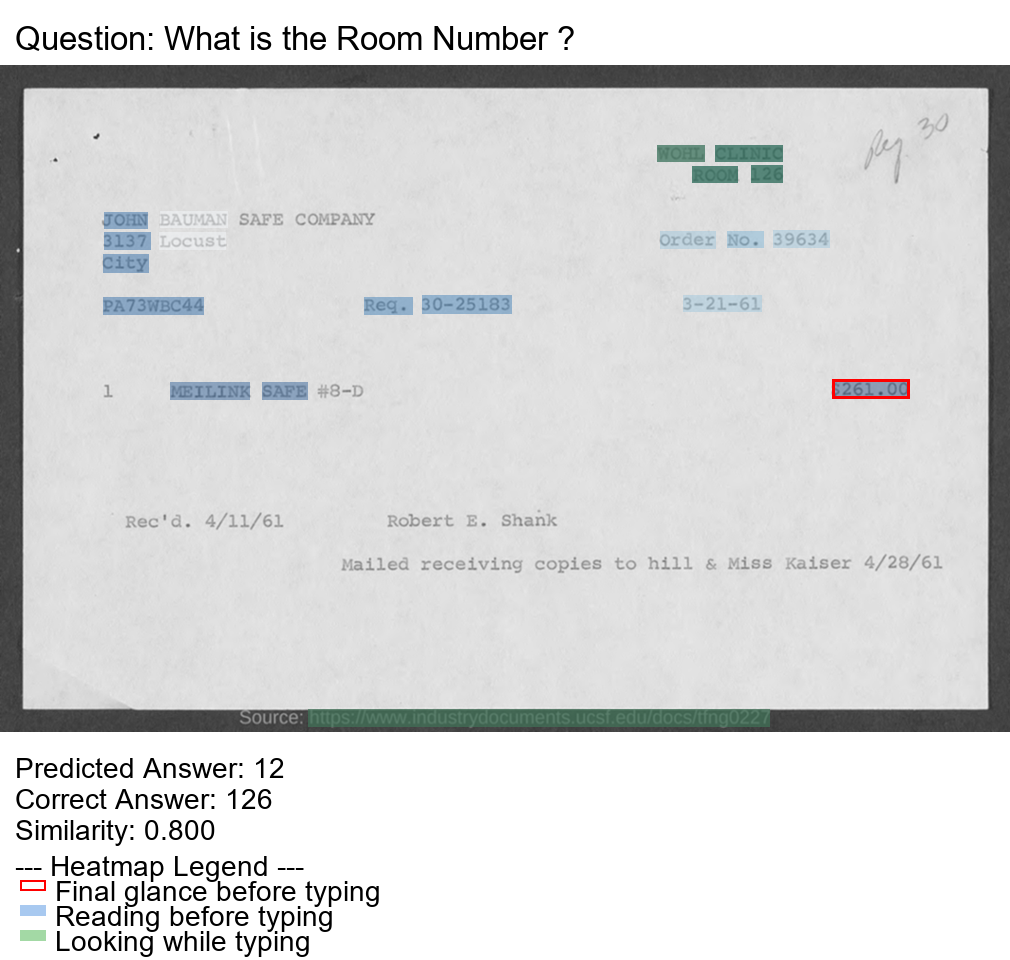 Question: What is the Room Number ?
Reg. 30
WOHL CLINIC
ROOM 126
JOHN BAUMAN SAFE COMPANY
3137 Locust
Order No. 39634
City
PA73WBC44 Req. 30-25183 3-21-61
1 MEILINK SAFE #8-D $261.00
Rec'd. 4/11/61 Robert E. Shank
Mailed receiving copies to hill & Miss Kaiser 4/28/61
Source: https://www.industrydocuments.ucsf.edu/docs/tfng0227
Predicted Answer: 12
Correct Answer: 126
Similarity: 0.800
--- Heatmap Legend ---
Final glance before typing
Reading before typing
Looking while typing